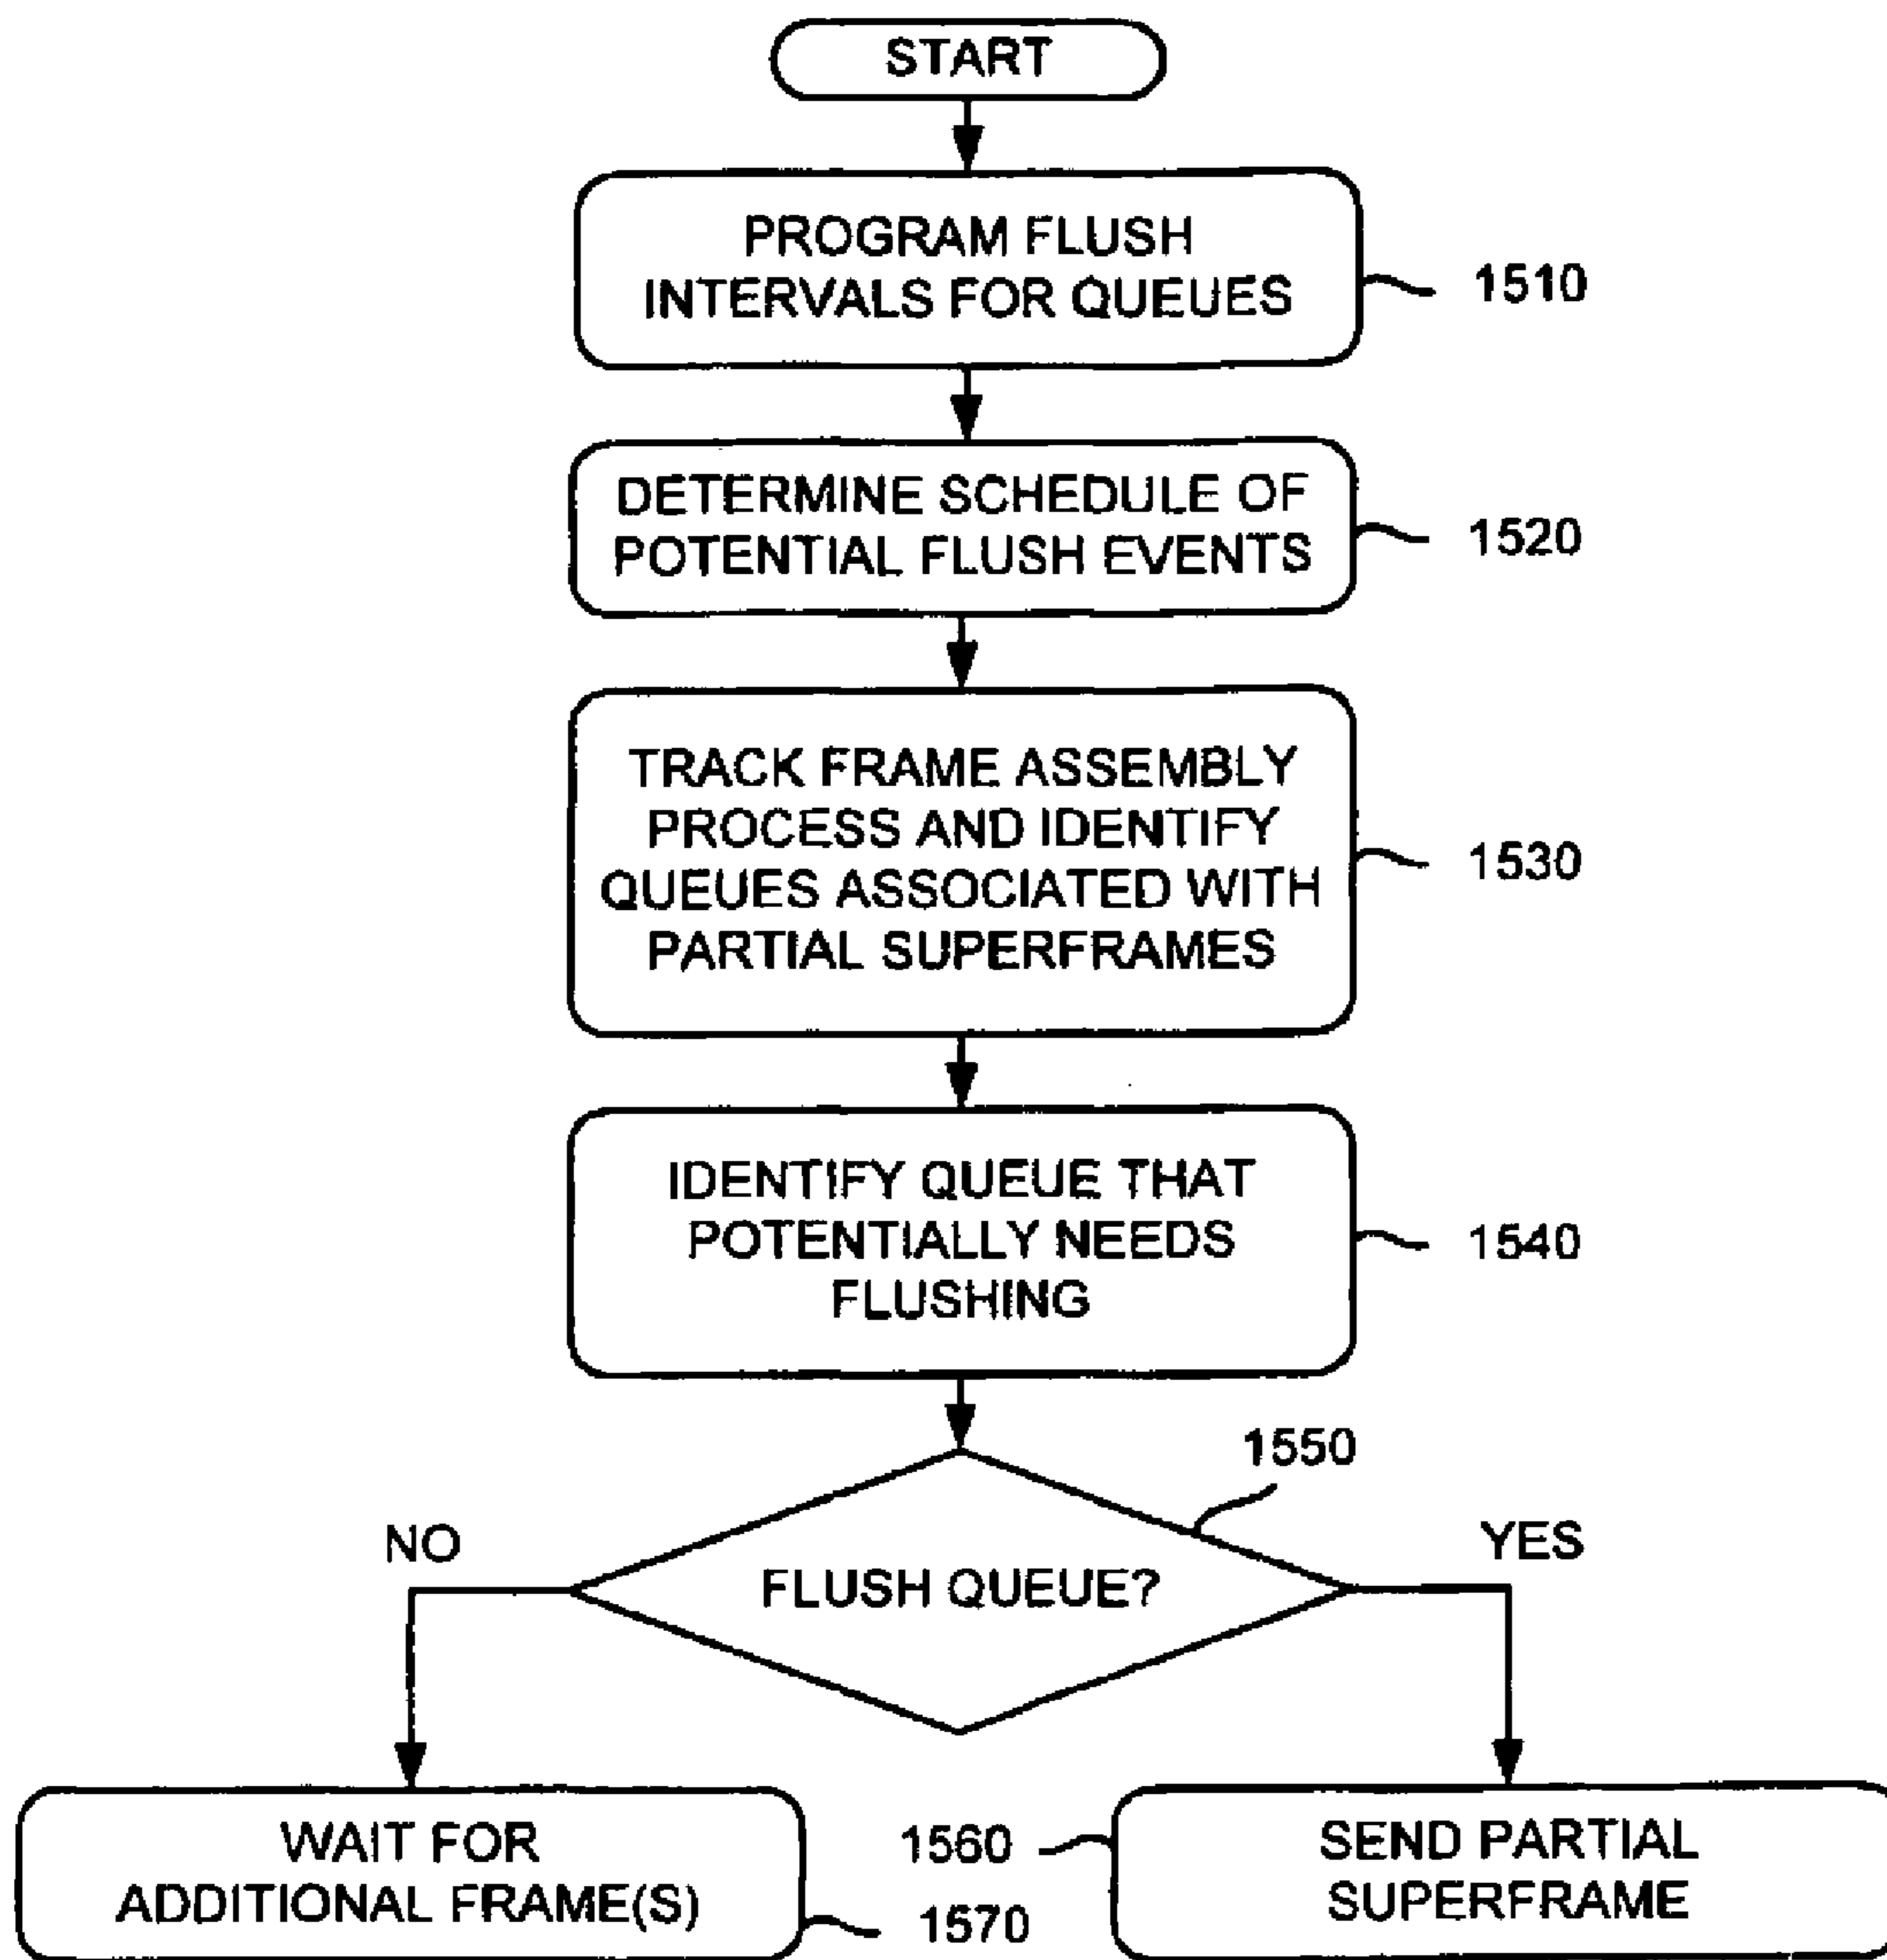 START
PROGRAM FLUSH
INTERVALS FOR QUEUES
1510
DETERMINE SCHEDULE OF
POTENTIAL FLUSH EVENTS
1520
TRACK FRAME ASSEMBLY
PROCESS AND IDENTIFY
QUEUES ASSOCIATED WITH
PARTIAL SUPERFRAMES
1530
IDENTIFY QUEUE THAT
POTENTIALLY NEEDS
FLUSHING
1540
1550
FLUSH QUEUE?
NO
YES
WAIT FOR
ADDITIONAL FRAME(S)
1570
1560
SEND PARTIAL
SUPERFRAME